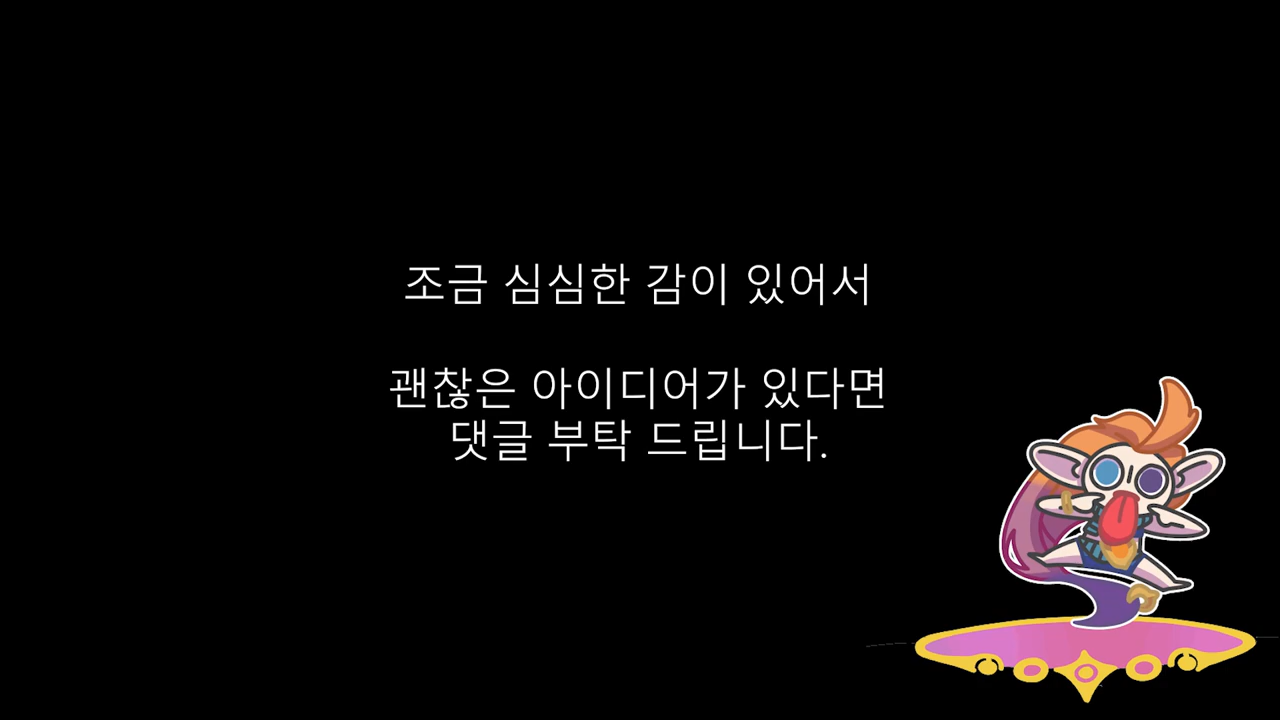 조금 심심한 감이 있어서
괜찮은 아이디어가 있다면
댓글 부탁 드립니다.